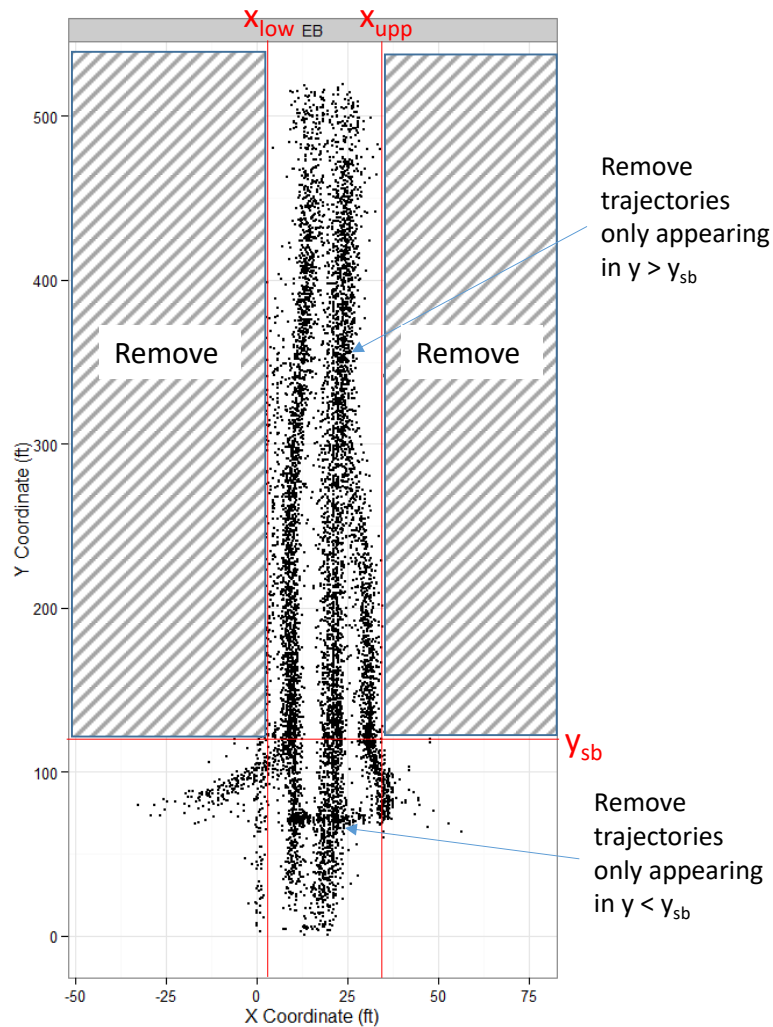 x_low EB x_upp
500
400
300
200
100
0
Y Coordinate (ft)
Remove
Remove
Remove
trajectories
only appearing
in y > y_sb
y_sb
Remove
trajectories
only appearing
in y < y_sb
-50 -25 0 25 50 75
X Coordinate (ft)